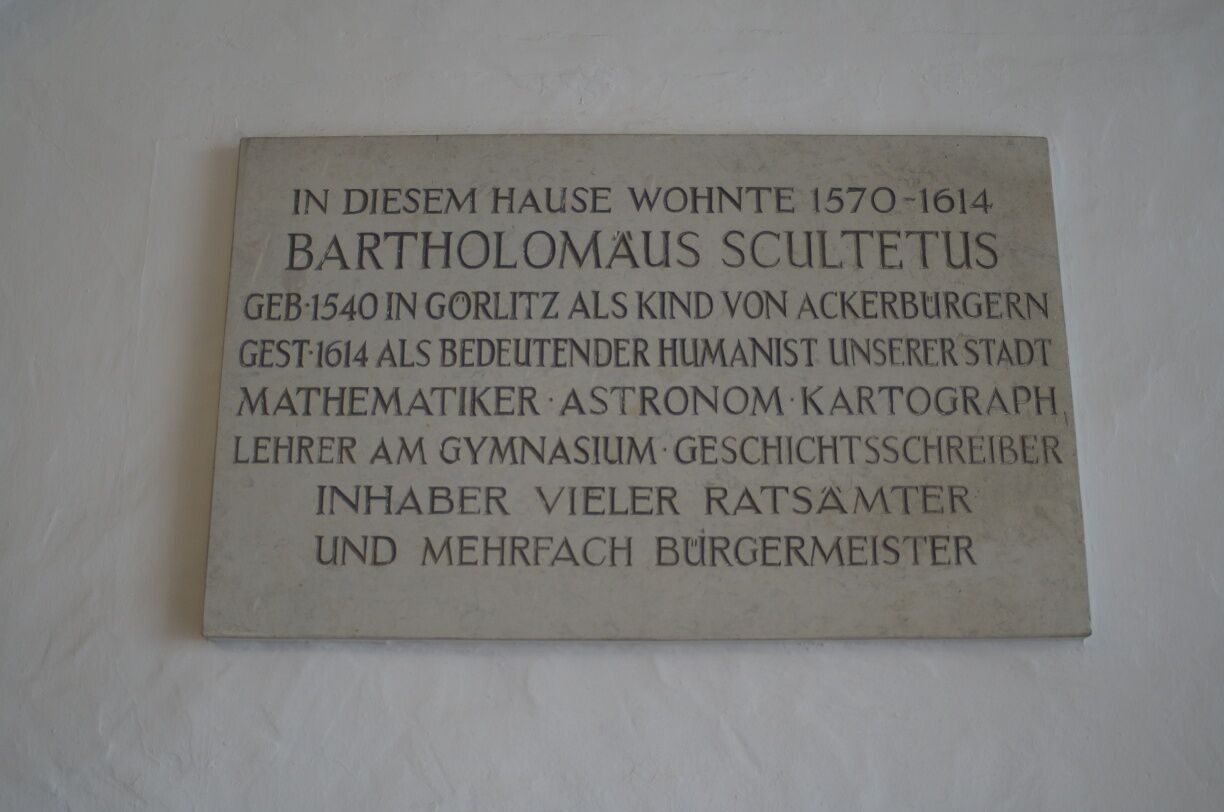 IN DIESEM HAUSE WOHNTE 1570-1614
BARTHOLOMÄUS SCULTETUS
GEB·1540 IN GÖRLITZ ALS KIND VON ACKERBÜRGERN
GEST·1614 ALS BEDEUTENDER HUMANIST UNSERER STADT
MATHEMATIKER · ASTRONOM · KARTOGRAPH,
LEHRER AM GYMNASIUM · GESCHICHTSSCHREIBER
INHABER VIELER RATSÄMTER
UND MEHRFACH BÜRGERMEISTER